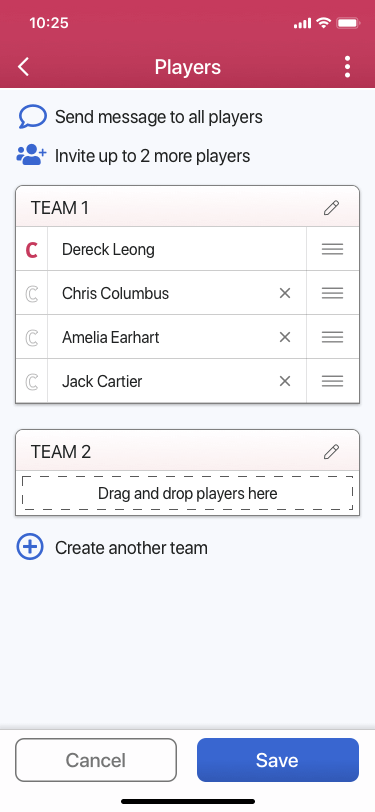 10:25
Players
Send message to all players
Invite up to 2 more players
TEAM 1
C Dereck Leong
C Chris Columbus
C Amelia Earhart
C Jack Cartier
TEAM 2
Drag and drop players here
Create another team
Cancel
Save